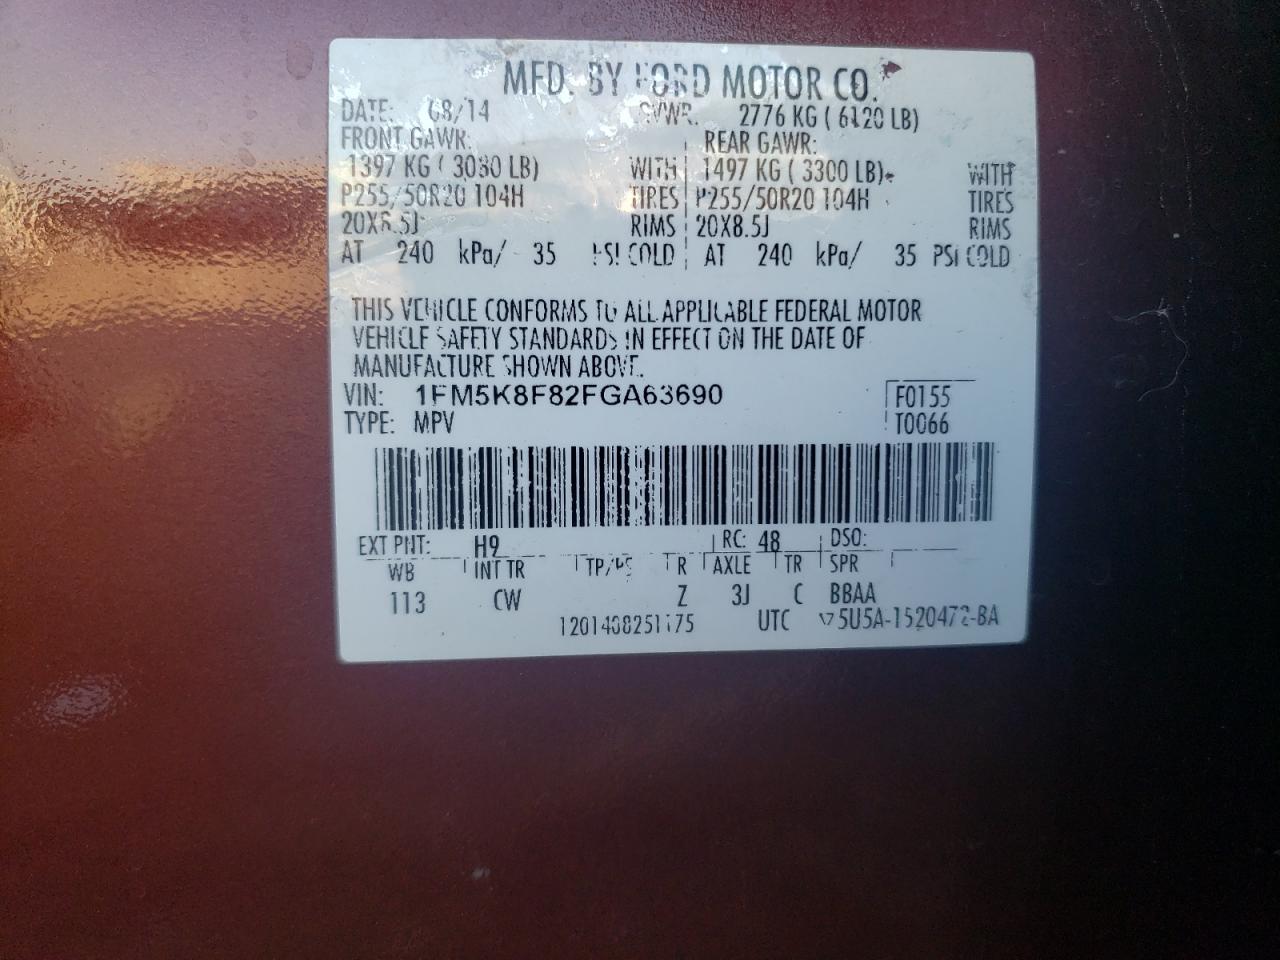 MFD. BY FORD MOTOR CO.
DATE: 08/14 GVWR: 2776 KG ( 6120 LB)
FRONT GAWR: REAR GAWR:
1397 KG ( 3080 LB) WITH 1497 KG ( 3300 LB) WITH
P255/50R20 104H TIRES P255/50R20 104H TIRES
20X8.5J RIMS 20X8.5J RIMS
AT 240 kPa/ 35 PSI COLD AT 240 kPa/ 35 PSI COLD
THIS VEHICLE CONFORMS TO ALL APPLICABLE FEDERAL MOTOR
VEHICLE SAFETY STANDARDS IN EFFECT ON THE DATE OF
MANUFACTURE SHOWN ABOVE.
VIN: 1FM5K8F82FGA63690 F0155
TYPE: MPV T0066
EXT PNT: H9 RC: 48 DSO:
WB INT TR TP/PS R AXLE TR SPR
113 CW Z 3J C BBAA
UTC